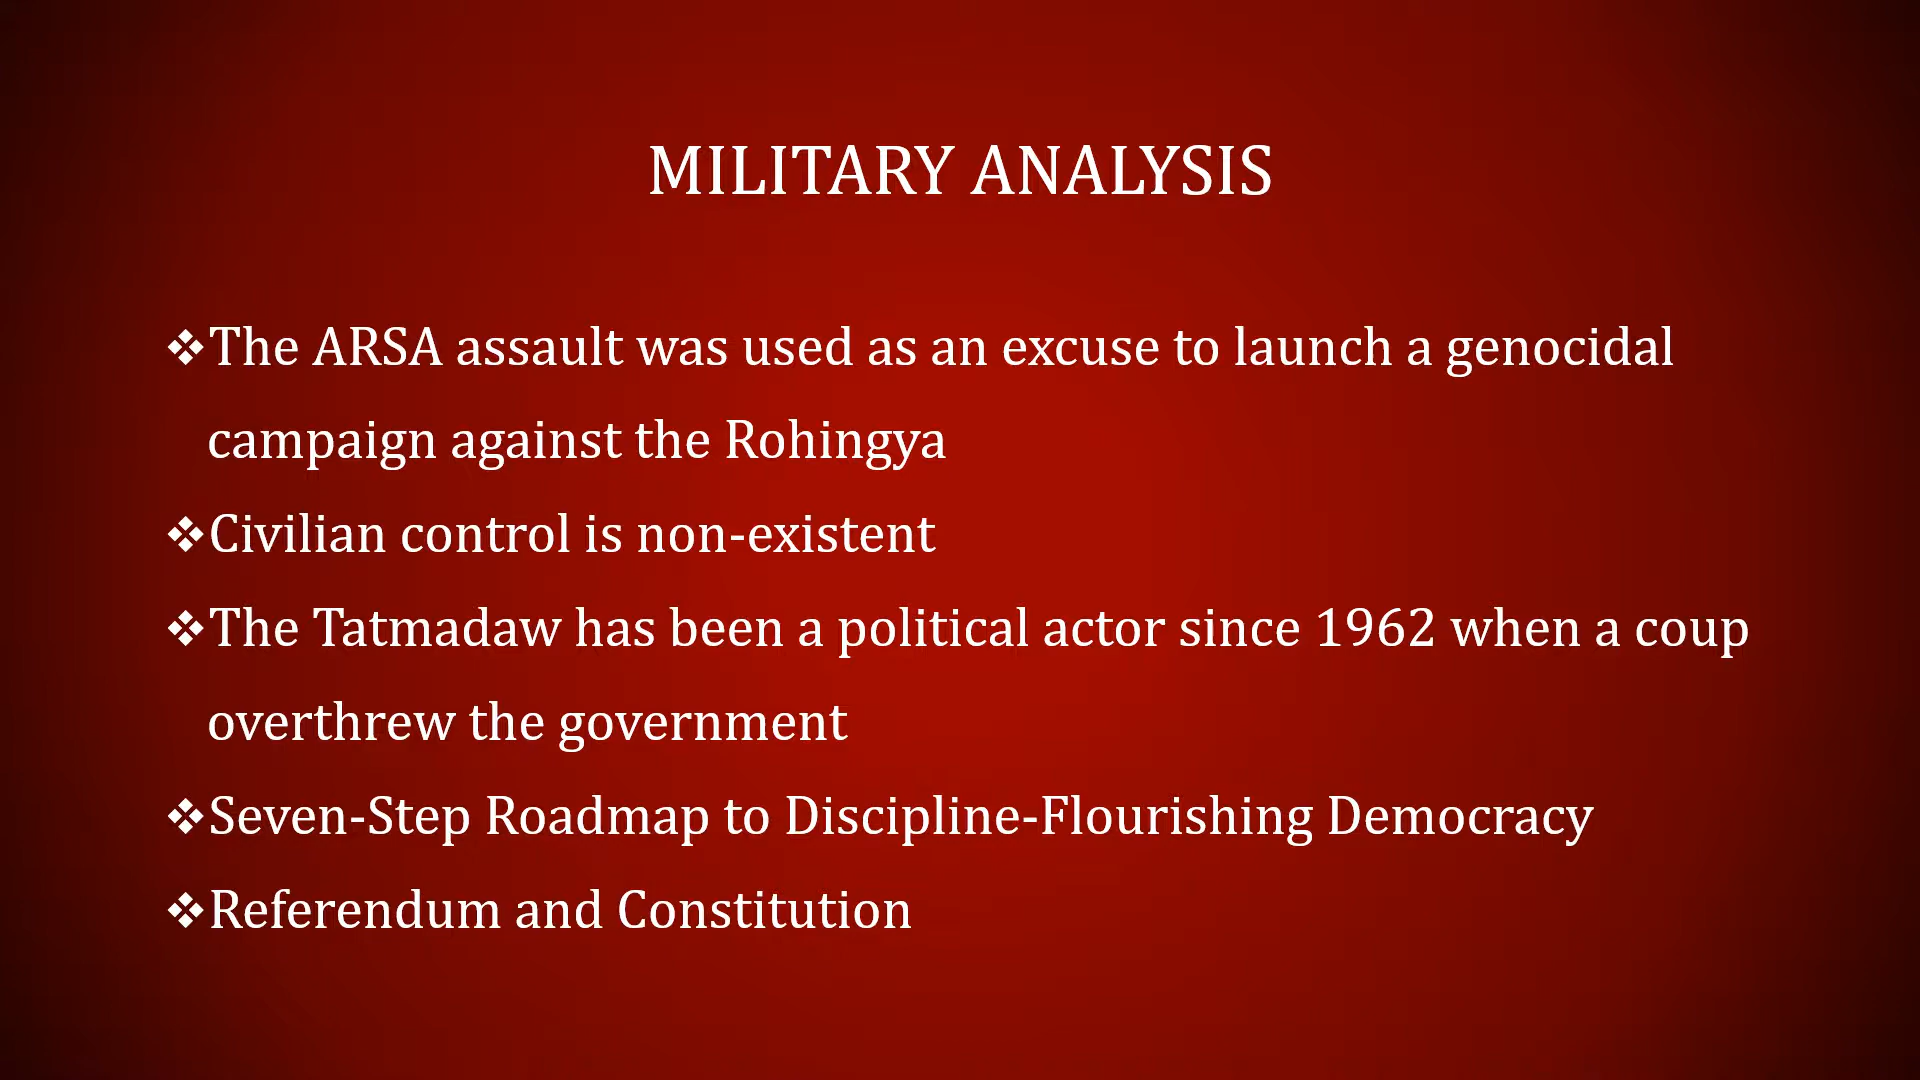 MILITARY ANALYSIS
❖The ARSA assault was used as an excuse to launch a genocidal
campaign against the Rohingya
❖Civilian control is non-existent
❖The Tatmadaw has been a political actor since 1962 when a coup
overthrew the government
❖Seven-Step Roadmap to Discipline-Flourishing Democracy
❖Referendum and Constitution